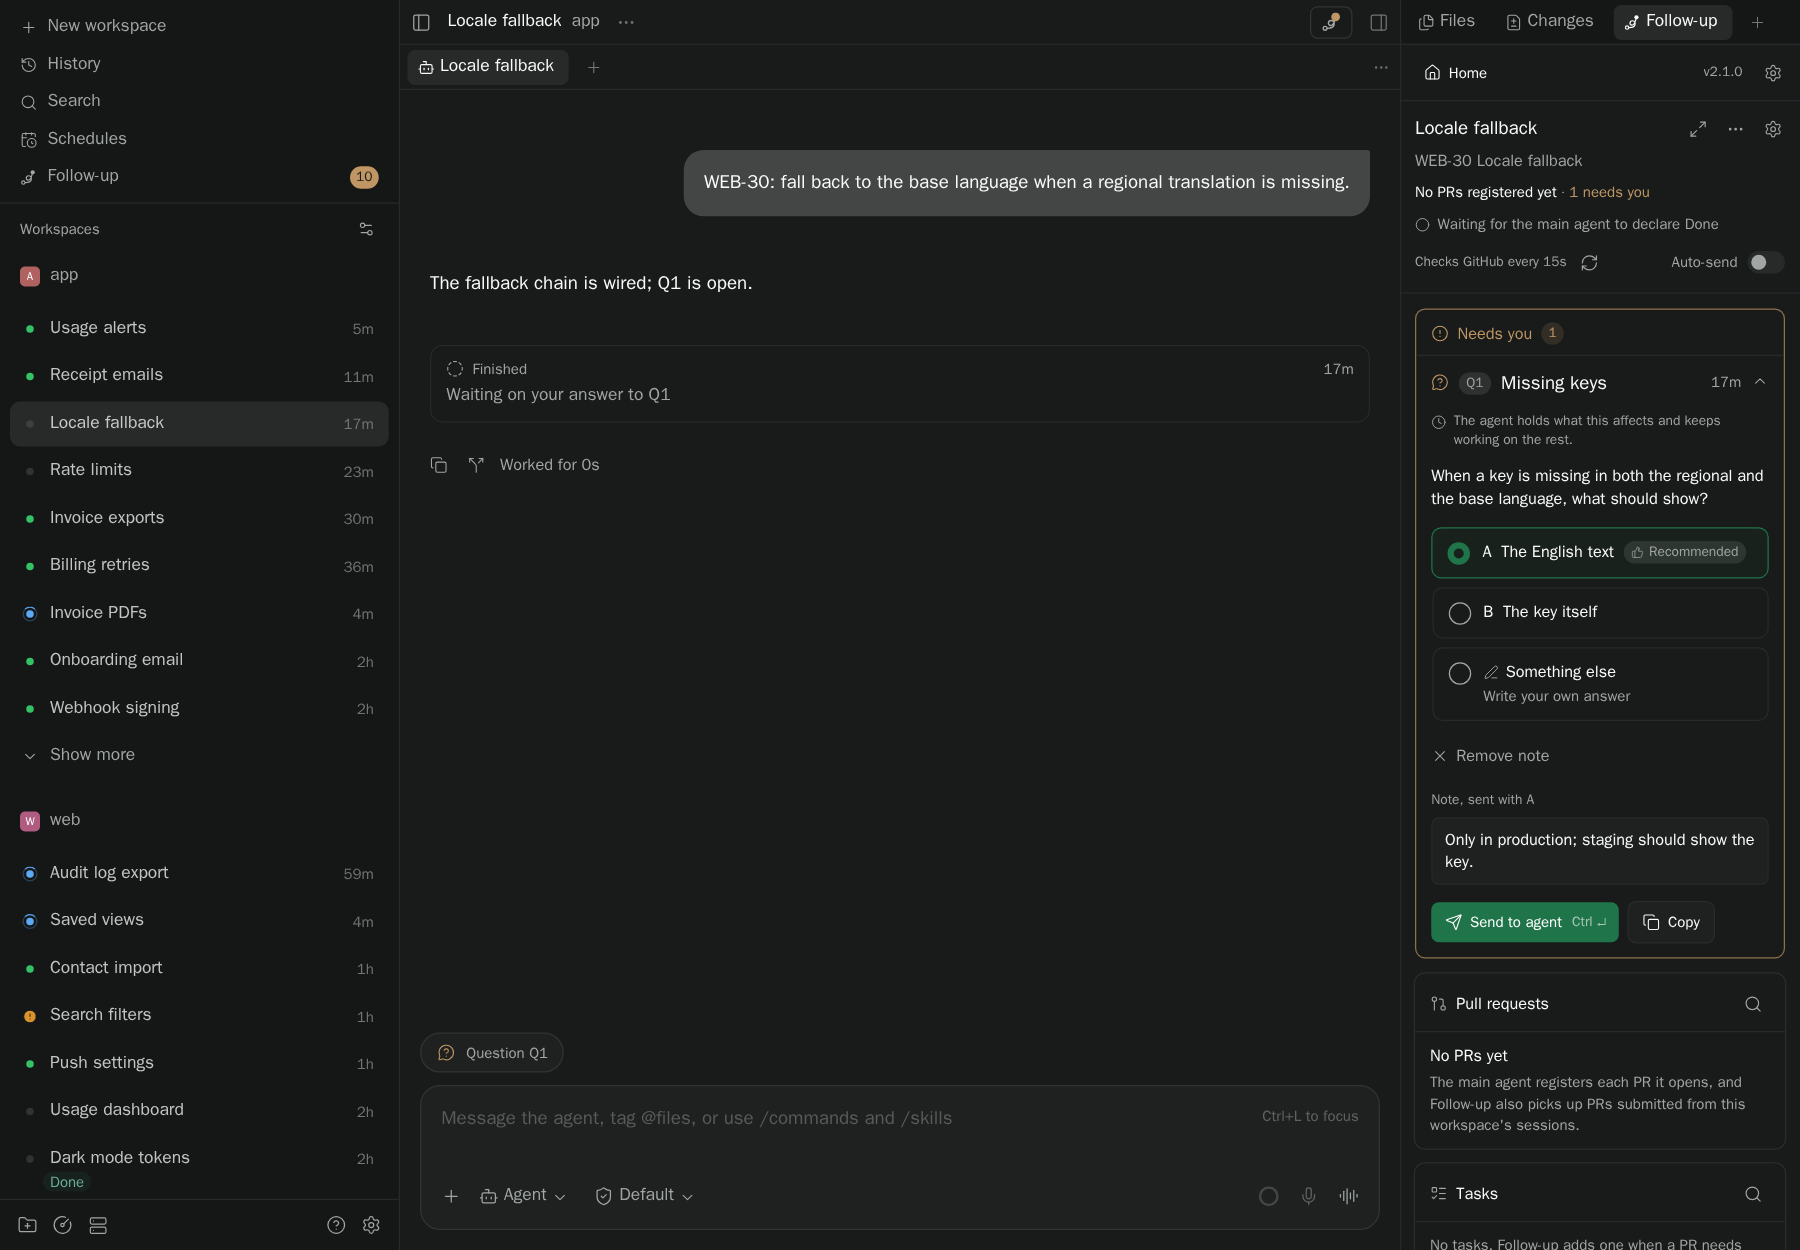 New workspace
History
Search
Schedules
Follow-up 10
Workspaces
A app
Usage alerts 5m
Receipt emails 11m
Locale fallback 17m
Rate limits 23m
Invoice exports 30m
Billing retries 36m
Invoice PDFs 4m
Onboarding email 2h
Webhook signing 2h
Show more
W web
Audit log export 59m
Saved views 4m
Contact import 1h
Search filters 1h
Push settings 1h
Usage dashboard 2h
Dark mode tokens 2h
Done
Locale fallback app
Locale fallback
WEB-30: fall back to the base language when a regional translation is missing.
The fallback chain is wired; Q1 is open.
Finished 17m
Waiting on your answer to Q1
Worked for 0s
Question Q1
Message the agent, tag @files, or use /commands and /skills Ctrl+L to focus
Agent Default
Files Changes Follow-up
Home v2.1.0
Locale fallback
WEB-30 Locale fallback
No PRs registered yet · 1 needs you
Waiting for the main agent to declare Done
Checks GitHub every 15s Auto-send
Needs you 1
Q1 Missing keys 17m
The agent holds what this affects and keeps
working on the rest.
When a key is missing in both the regional and
the base language, what should show?
A The English text Recommended
B The key itself
Something else
Write your own answer
Remove note
Note, sent with A
Only in production; staging should show the
key.
Send to agent Ctrl ↵ Copy
Pull requests
No PRs yet
The main agent registers each PR it opens, and
Follow-up also picks up PRs submitted from this
workspace's sessions.
Tasks
No tasks. Follow-up adds one when a PR needs